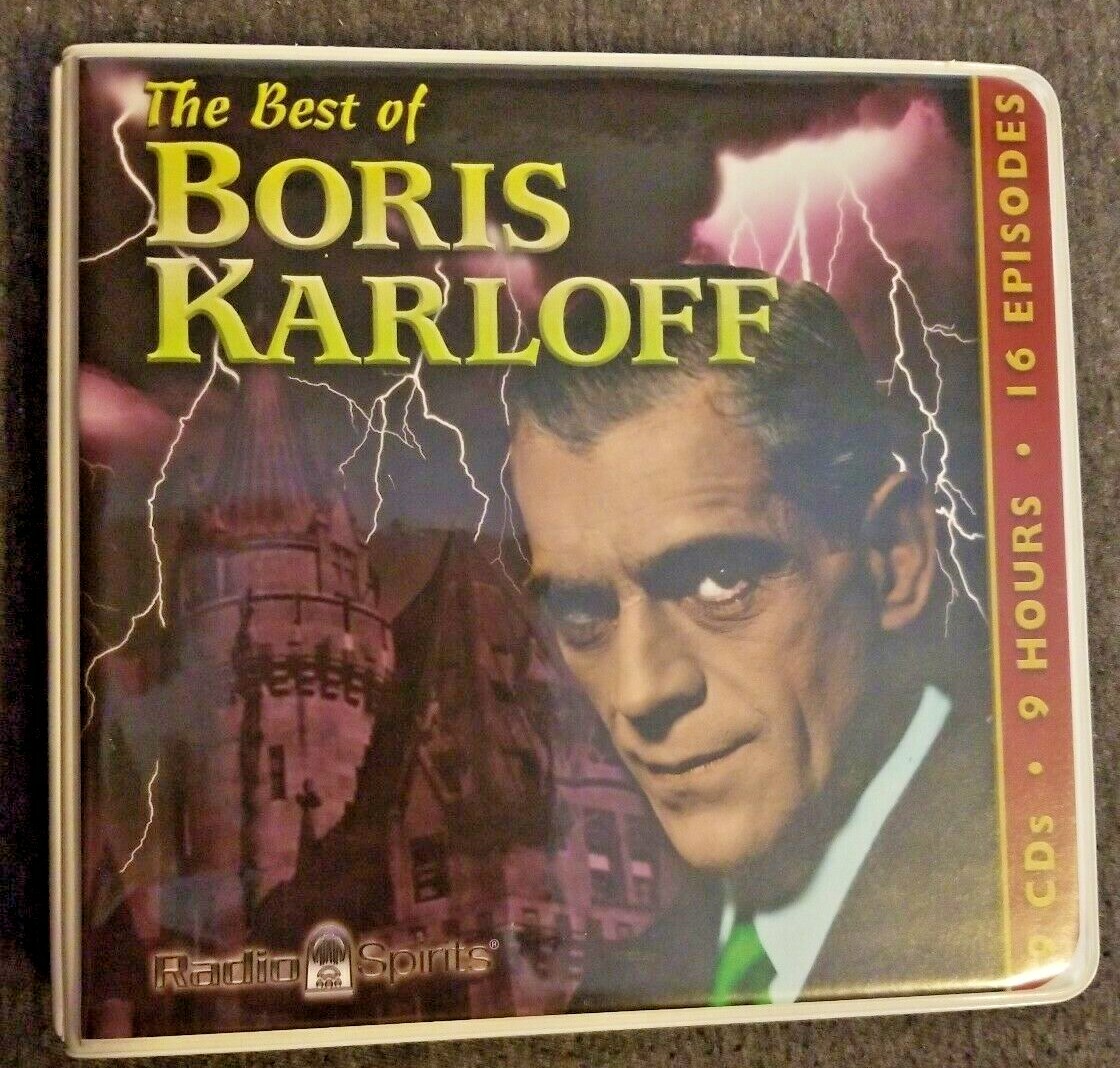 The Best of
BORIS
KARLOFF
9 CDs • 9 HOURS • 16 EPISODES
Radio Spirits®